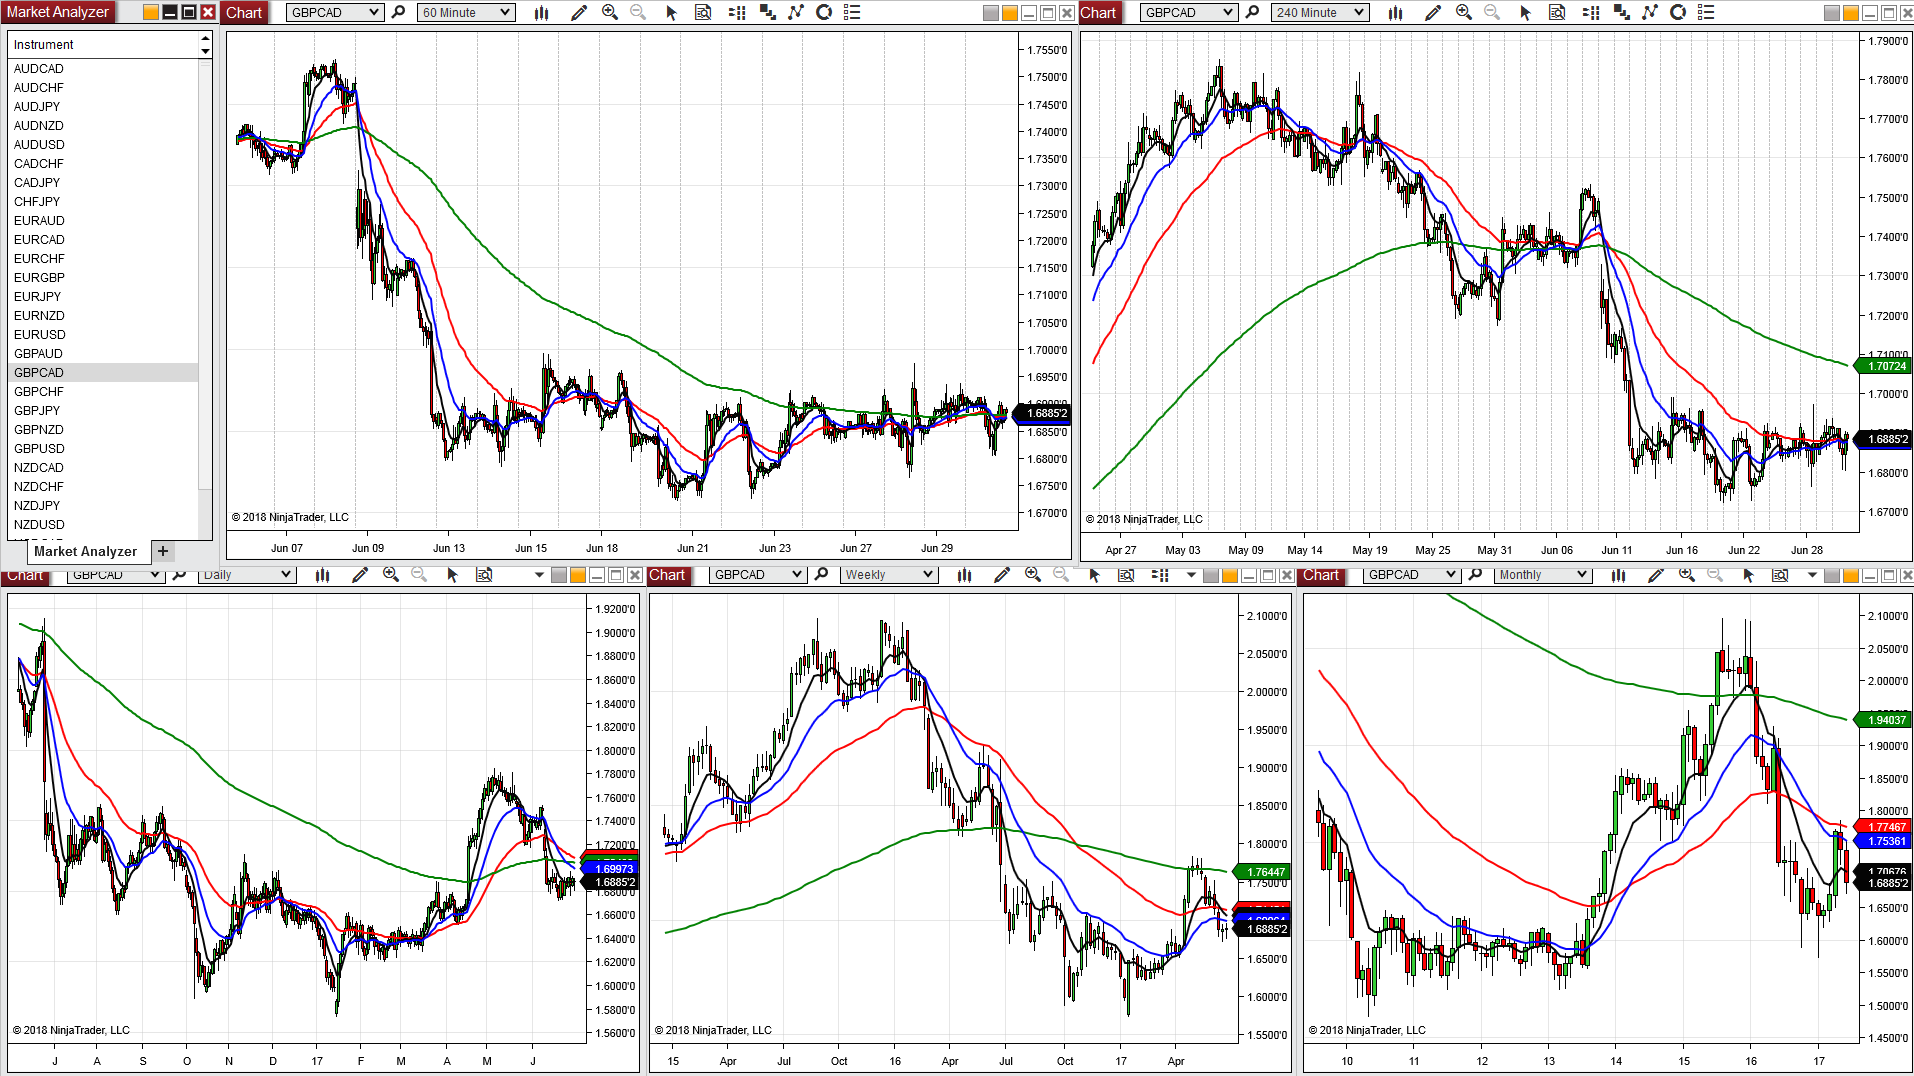 Market Analyzer
Instrument
AUDCAD
AUDCHF
AUDJPY
AUDNZD
AUDUSD
CADCHF
CADJPY
CHFJPY
EURAUD
EURCAD
EURCHF
EURGBP
EURJPY
EURNZD
EURUSD
GBPAUD
GBPCAD
GBPCHF
GBPJPY
GBPNZD
GBPUSD
NZDCAD
NZDCHF
NZDJPY
NZDUSD
Market Analyzer +
Chart GBPCAD 60 Minute
1.7550'0
1.7500'0
1.7450'0
1.7400'0
1.7350'0
1.7300'0
1.7250'0
1.7200'0
1.7150'0
1.7100'0
1.7050'0
1.7000'0
1.6950'0
1.6885'2
1.6850'0
1.6800'0
1.6750'0
1.6700'0
© 2018 NinjaTrader, LLC
Jun 07 Jun 09 Jun 13 Jun 15 Jun 18 Jun 21 Jun 23 Jun 27 Jun 29
Chart GBPCAD 240 Minute
1.7900'0
1.7800'0
1.7700'0
1.7600'0
1.7500'0
1.7400'0
1.7300'0
1.7200'0
1.70724
1.7000'0
1.6885'2
1.6800'0
1.6700'0
© 2018 NinjaTrader, LLC
Apr 27 May 03 May 09 May 14 May 19 May 25 May 31 Jun 06 Jun 11 Jun 16 Jun 22 Jun 28
Chart GBPCAD Daily
1.9200'0
1.9000'0
1.8800'0
1.8600'0
1.8400'0
1.8200'0
1.8000'0
1.7800'0
1.7600'0
1.7400'0
1.7200'0
1.69973
1.6885'2
1.6600'0
1.6400'0
1.6200'0
1.6000'0
1.5800'0
1.5600'0
© 2018 NinjaTrader, LLC
J A S O N D 17 F M A M J
Chart GBPCAD Weekly
2.1000'0
2.0500'0
2.0000'0
1.9500'0
1.9000'0
1.8500'0
1.8000'0
1.76447
1.7500'0
1.6885'2
1.6500'0
1.6000'0
1.5500'0
© 2018 NinjaTrader, LLC
15 Apr Jul Oct 16 Apr Jul Oct 17 Apr
Chart GBPCAD Monthly
2.1000'0
2.0500'0
2.0000'0
1.94037
1.9000'0
1.8500'0
1.8000'0
1.77467
1.75361
1.70676
1.6885'2
1.6500'0
1.6000'0
1.5500'0
1.5000'0
1.4500'0
© 2018 NinjaTrader, LLC
10 11 12 13 14 15 16 17